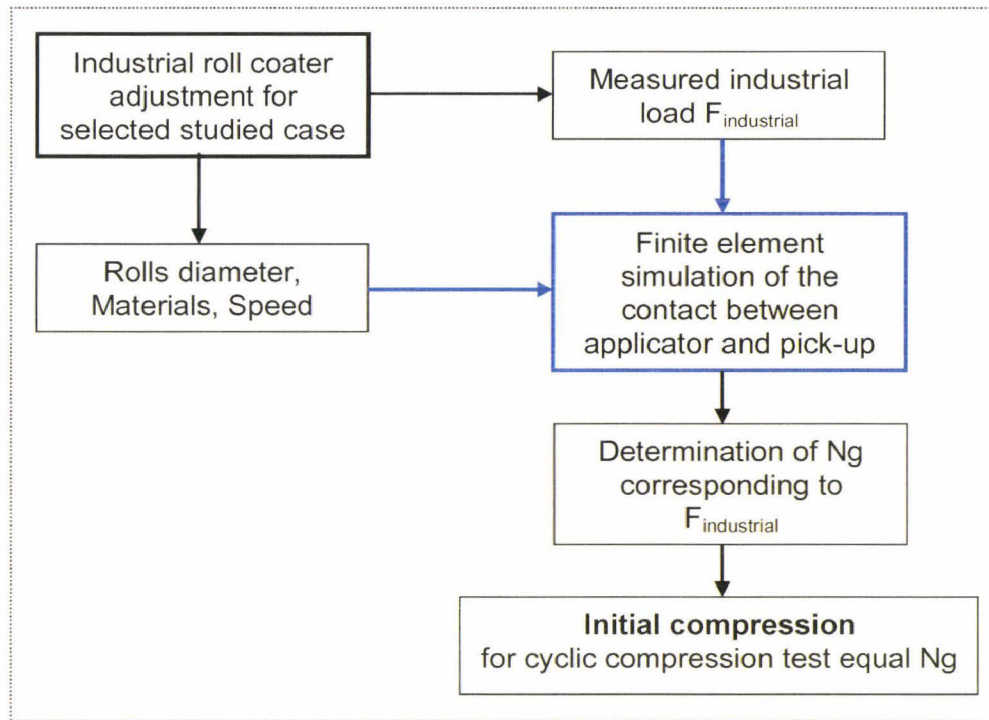 Industrial roll coater
adjustment for
selected studied case
Measured industrial
load F industrial
Rolls diameter,
Materials, Speed
Finite element
simulation of the
contact between
applicator and pick-up
Determination of Ng
corresponding to
F industrial
Initial compression
for cyclic compression test equal Ng